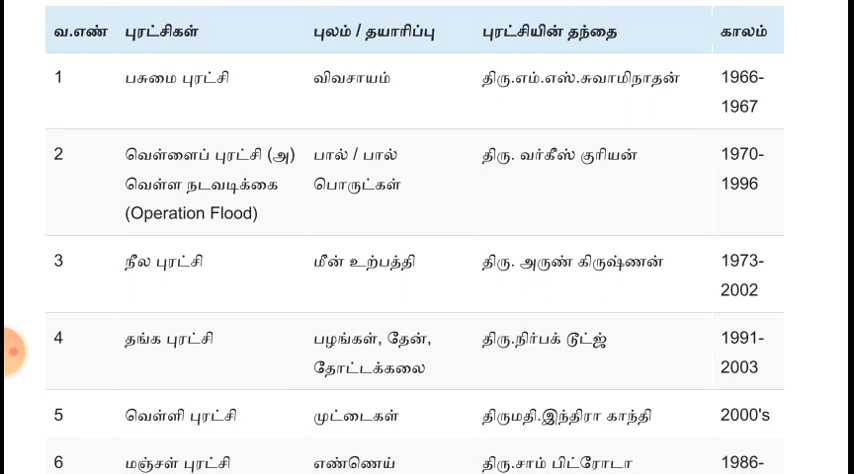 வ.எண் புரட்சிகள் புலம் / தயாரிப்பு புரட்சியின் தந்தை காலம்
1 பசுமை புரட்சி விவசாயம் திரு.எம்.எஸ்.சுவாமிநாதன் 1966-
1967
2 வெள்ளைப் புரட்சி (அ) பால் / பால் திரு. வர்கீஸ் குரியன் 1970-
வெள்ள நடவடிக்கை பொருட்கள் 1996
(Operation Flood)
3 நீல புரட்சி மீன் உற்பத்தி திரு. அருண் கிருஷ்ணன் 1973-
2002
4 தங்க புரட்சி பழங்கள், தேன், திரு.நிர்பக் டூட்ஜ் 1991-
தோட்டக்கலை 2003
5 வெள்ளி புரட்சி முட்டைகள் திருமதி.இந்திரா காந்தி 2000's
6 மஞ்சள் புரட்சி எண்ணெய் திரு.சாம் பிட்ரோடா 1986-